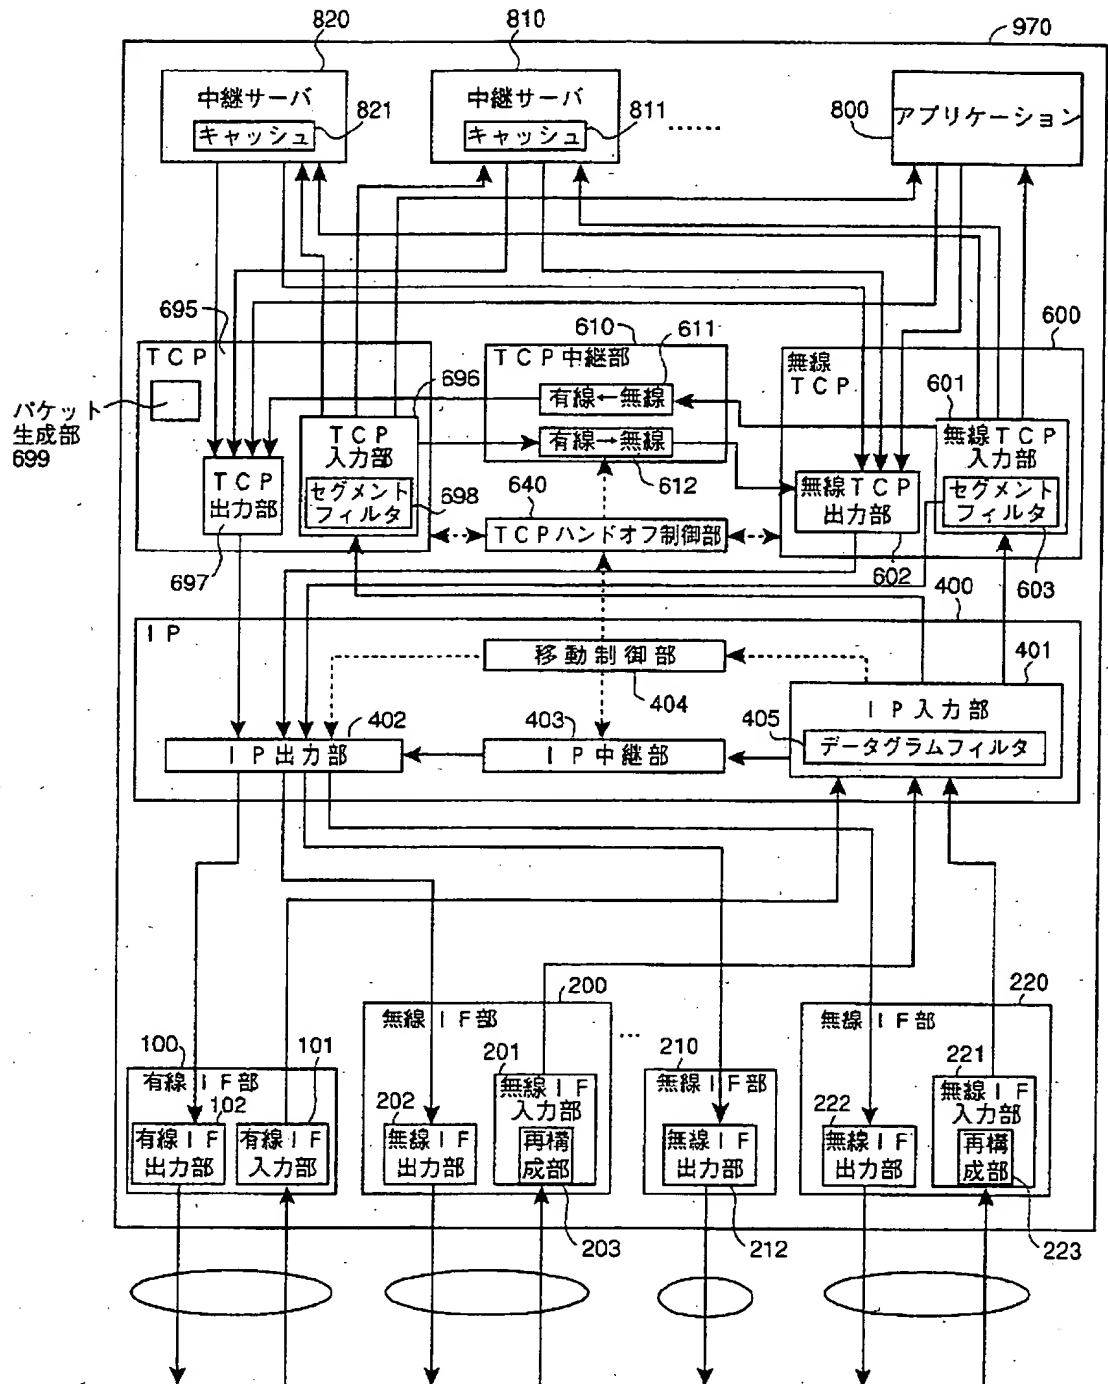 820
810
970
中継サーバ
キャッシュ
821
中継サーバ
キャッシュ
811
……
800
アプリケーション
695
610
611
600
TCP
696
TCP中継部
無線
TCP
601
パケット
生成部
699
有線←無線
有線→無線
612
TCP
入力部
セグメント
フィルタ
698
TCP
出力部
697
無線TCP
入力部
セグメント
フィルタ
603
無線TCP
出力部
602
640
TCPハンドオフ制御部
400
IP
移動制御部
404
401
IP入力部
405
データグラムフィルタ
402
IP出力部
403
IP中継部
200
無線IF部
…
220
無線IF部
100
有線IF部
101
102
有線IF
出力部
有線IF
入力部
202
無線IF
出力部
201
無線IF
入力部
再構
成部
203
210
無線IF部
無線IF
出力部
212
222
無線IF
出力部
221
無線IF
入力部
再構
成部
223